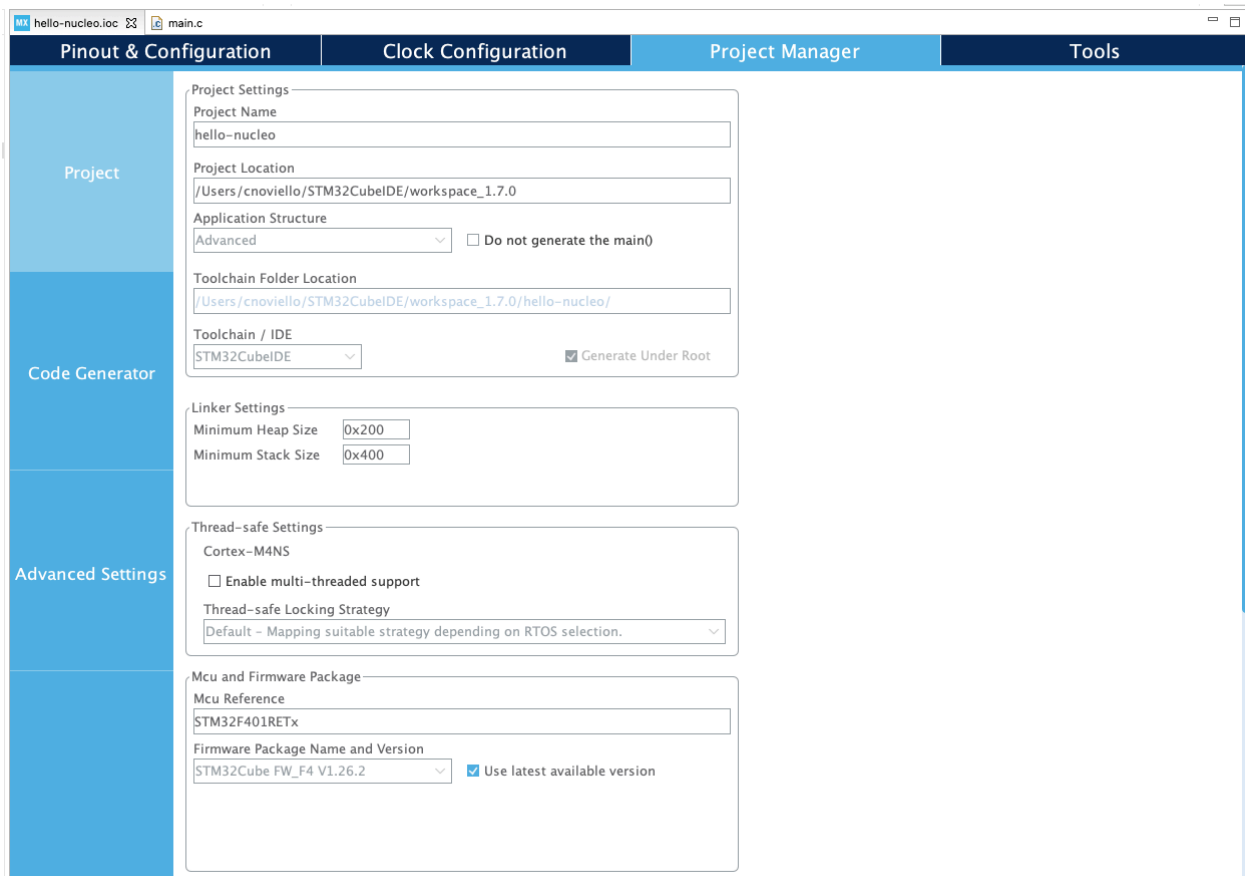 MX hello-nucleo.ioc
.c main.c
Pinout & Configuration
Clock Configuration
Project Manager
Tools
Project
Code Generator
Advanced Settings
Project Settings
Project Name
hello-nucleo
Project Location
/Users/cnoviello/STM32CubeIDE/workspace_1.7.0
Application Structure
Advanced
Do not generate the main()
Toolchain Folder Location
/Users/cnoviello/STM32CubeIDE/workspace_1.7.0/hello-nucleo/
Toolchain / IDE
STM32CubeIDE
Generate Under Root
Linker Settings
Minimum Heap Size 0x200
Minimum Stack Size 0x400
Thread-safe Settings
Cortex-M4NS
Enable multi-threaded support
Thread-safe Locking Strategy
Default - Mapping suitable strategy depending on RTOS selection.
Mcu and Firmware Package
Mcu Reference
STM32F401RETx
Firmware Package Name and Version
STM32Cube FW_F4 V1.26.2
Use latest available version